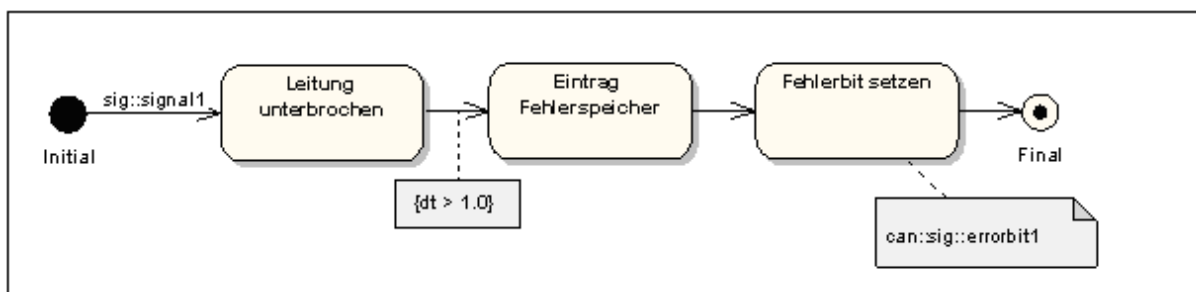 sig::signal1
Leitung
unterbrochen
Eintrag
Fehlerspeicher
Fehlerbit setzen
Initial
Final
{dt > 1.0}
can::sig::errorbit1